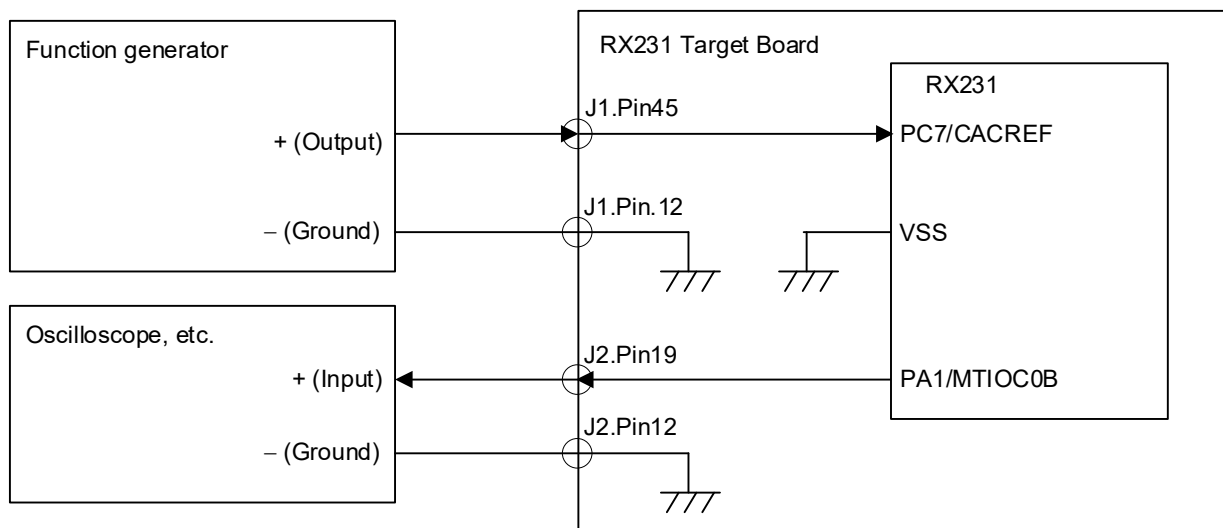 Function generator
+ (Output)
− (Ground)
Oscilloscope, etc.
+ (Input)
− (Ground)
J1.Pin45
J1.Pin.12
J2.Pin19
J2.Pin12
RX231 Target Board
RX231
PC7/CACREF
VSS
PA1/MTIOC0B